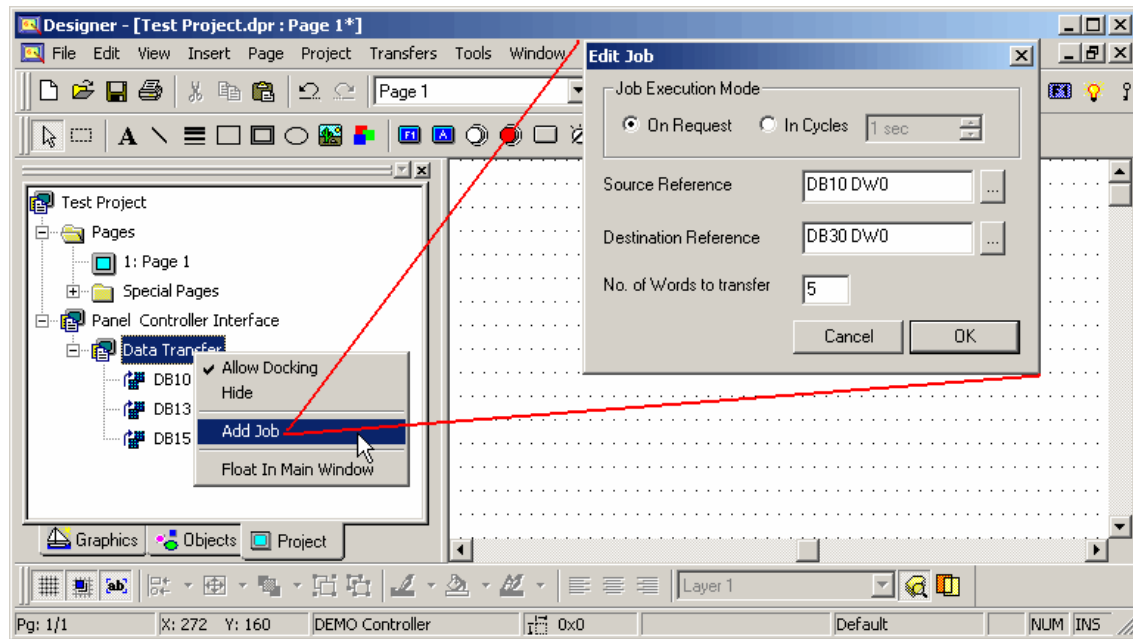 Designer - [Test Project.dpr : Page 1*]
File Edit View Insert Page Project Transfers Tools Window
Page 1
A F1 A
F1
Test Project
Pages
1: Page 1
Special Pages
Panel Controller Interface
Data Transfer
DB10
DB13
DB15
Allow Docking
Hide
Add Job
Float In Main Window
Graphics Objects Project
Edit Job
Job Execution Mode
On Request In Cycles 1 sec
Source Reference DB10 DW0 ...
Destination Reference DB30 DW0 ...
No. of Words to transfer 5
Cancel OK
ab Layer 1
Pg: 1/1 X: 272 Y: 160 DEMO Controller 0x0 Default NUM INS